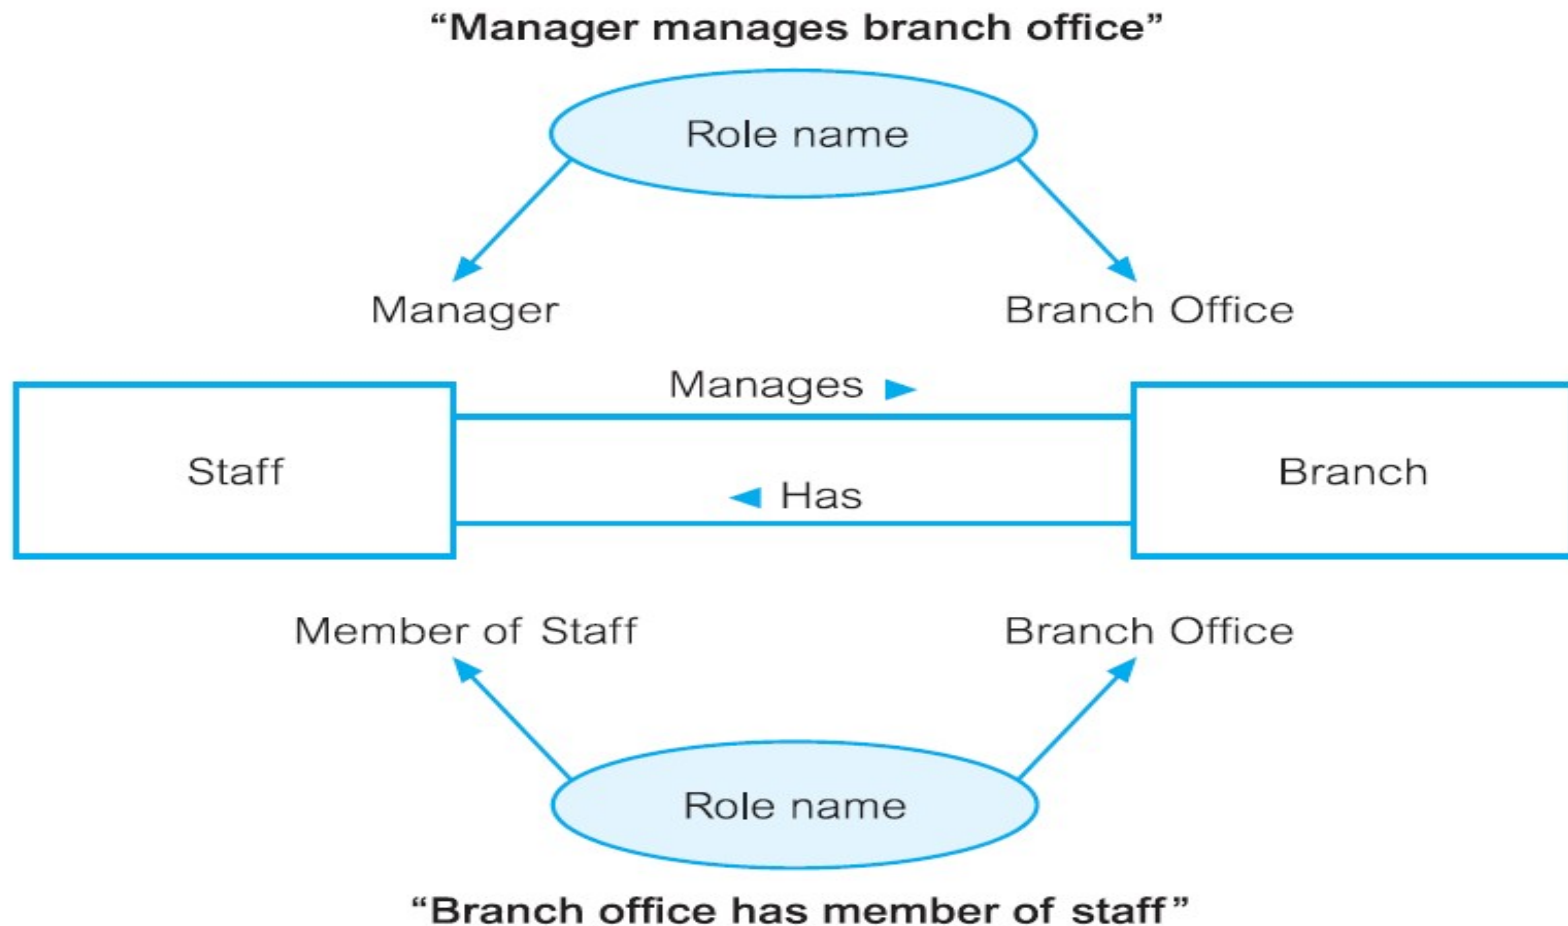 “Manager manages branch office”
Role name
Manager
Branch Office
Manages ►
Staff
Branch
◄ Has
Member of Staff
Branch Office
Role name
“Branch office has member of staff”